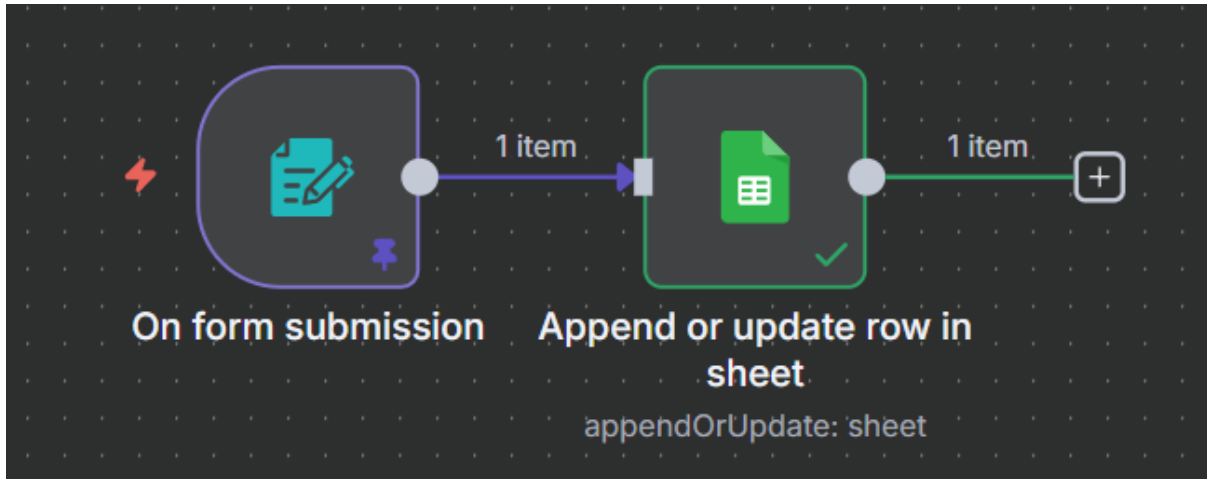 1 item
1 item
On form submission
Append or update row in
sheet
appendOrUpdate: sheet